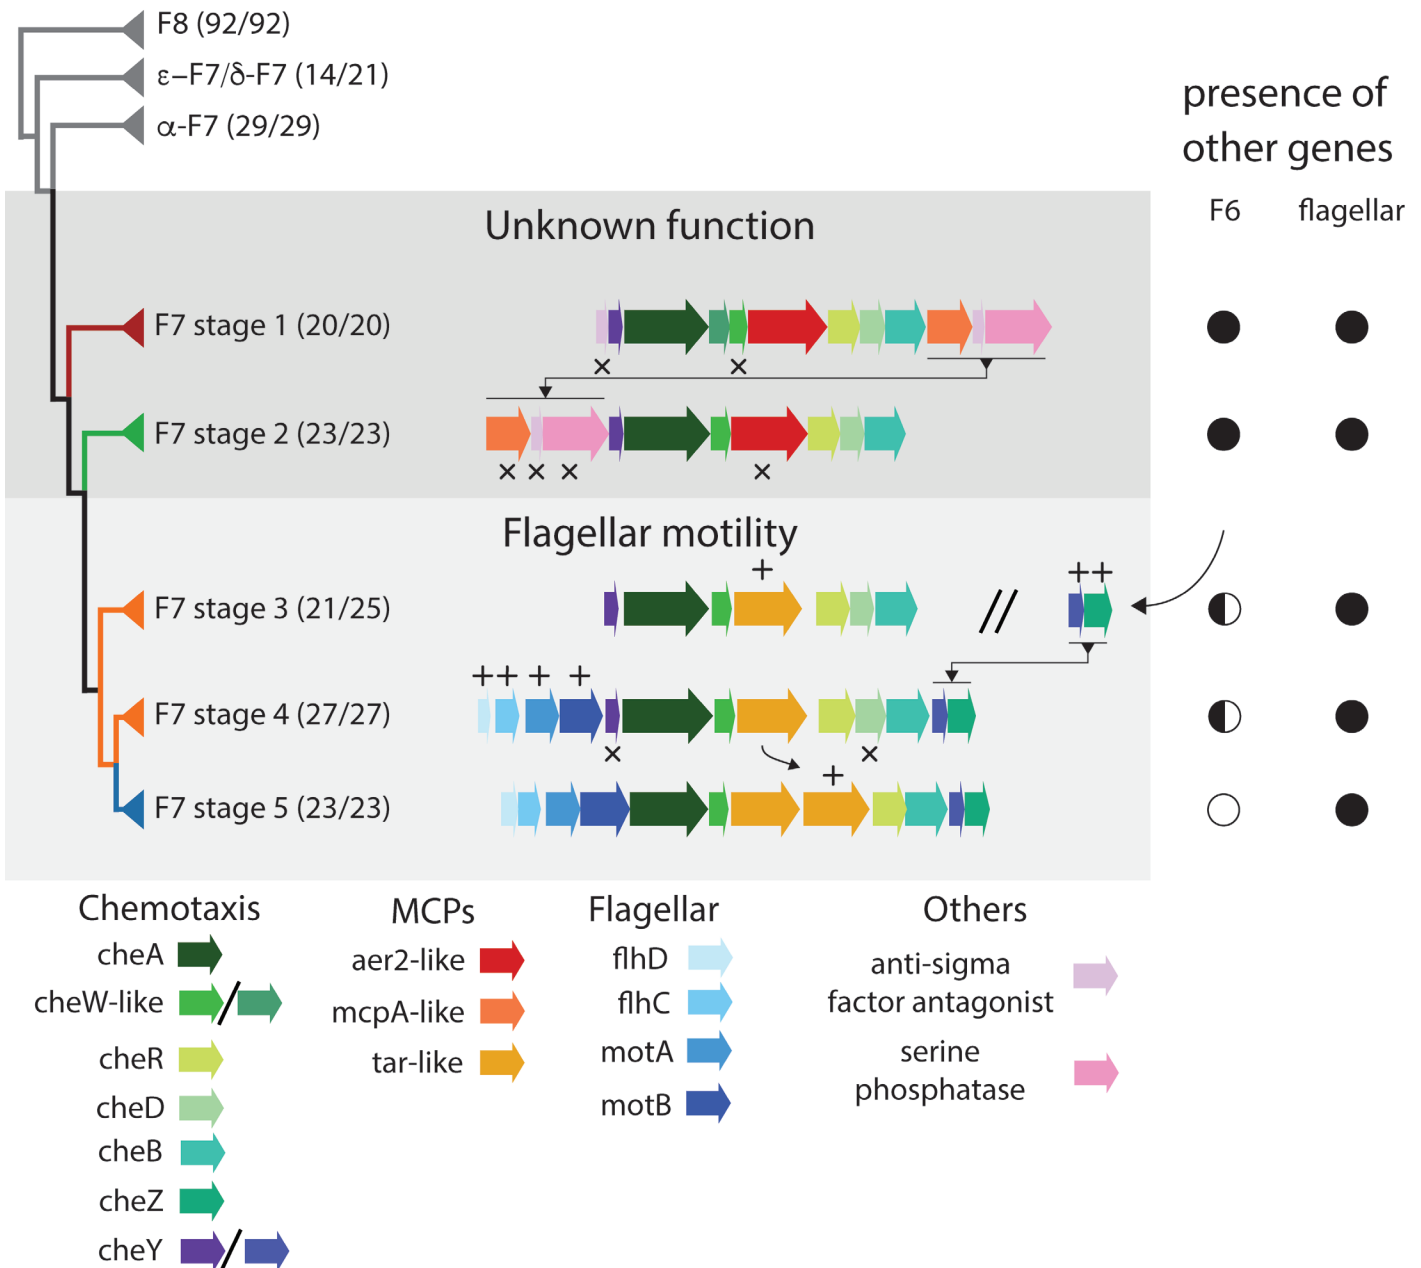 F8 (92/92)
ε–F7/δ-F7 (14/21)
α-F7 (29/29)
presence of
other genes
F6 flagellar
Unknown function
F7 stage 1 (20/20)
F7 stage 2 (23/23)
Flagellar motility
F7 stage 3 (21/25)
F7 stage 4 (27/27)
F7 stage 5 (23/23)
Chemotaxis
cheA
cheW-like
cheR
cheD
cheB
cheZ
cheY
MCPs
aer2-like
mcpA-like
tar-like
Flagellar
flhD
flhC
motA
motB
Others
anti-sigma
factor antagonist
serine
phosphatase